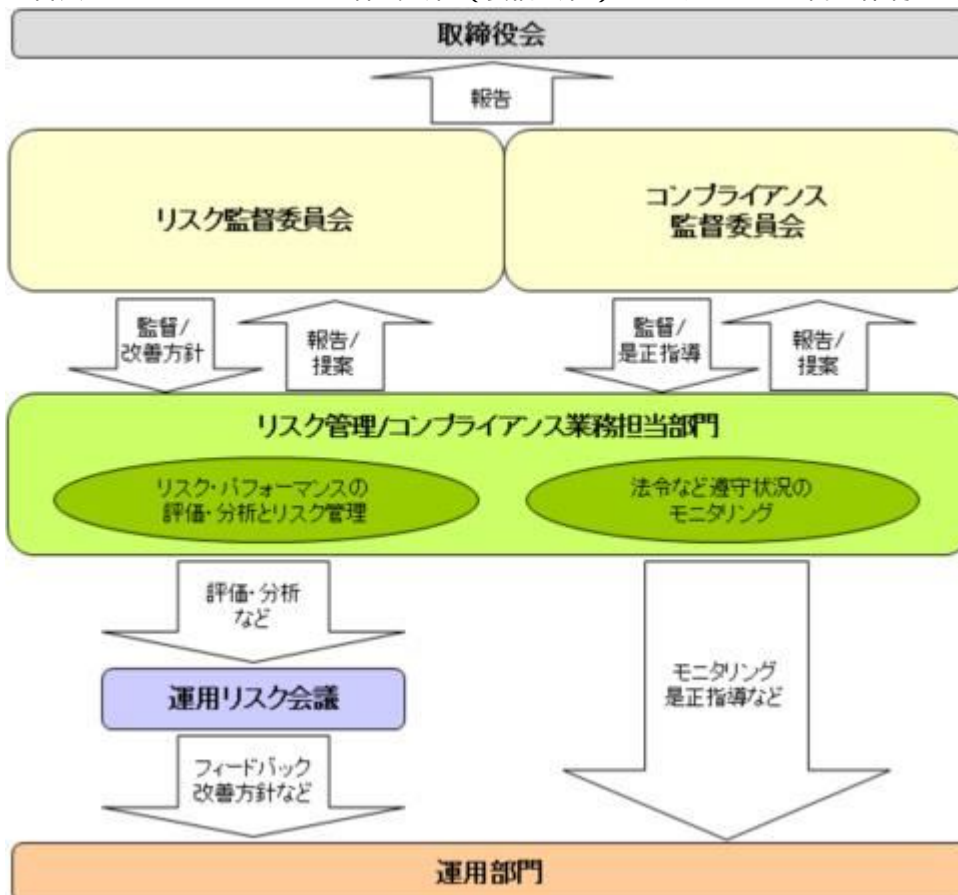 取締役会
報告
リスク監督委員会
コンプライアンス
監督委員会
監督/
改善方針
報告/
提案
監督/
是正指導
報告/
提案
リスク管理/コンプライアンス業務担当部門
リスク・パフォーマンスの
評価・分析とリスク管理
法令など遵守状況の
モニタリング
評価・分析
など
運用リスク会議
モニタリング
是正指導など
フィードバック
改善方針など
運用部門